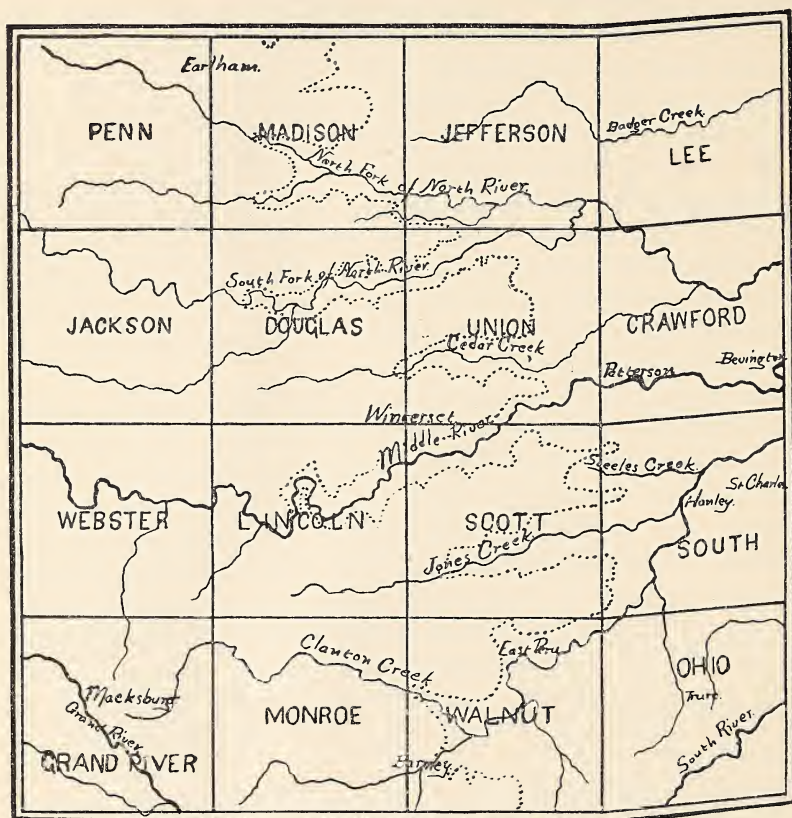 Earlham.
PENN
MADISON
JEFFERSON
Badger Creek.
LEE
North Fork of North River.
South Fork of North River.
JACKSON
DOUGLAS
UNION
CRAWFORD
Cedar Creek
Patterson
Bevington
Winterset.
Middle River.
Steeles Creek.
St Charles
Hanley.
WEBSTER
LINCOLN
SCOTT
Jones Creek.
SOUTH
Clanton Creek
East Peru
OHIO
Truro.
Macksburg
Grand River
MONROE
WALNUT
South River.
GRAND RIVER
Barney.